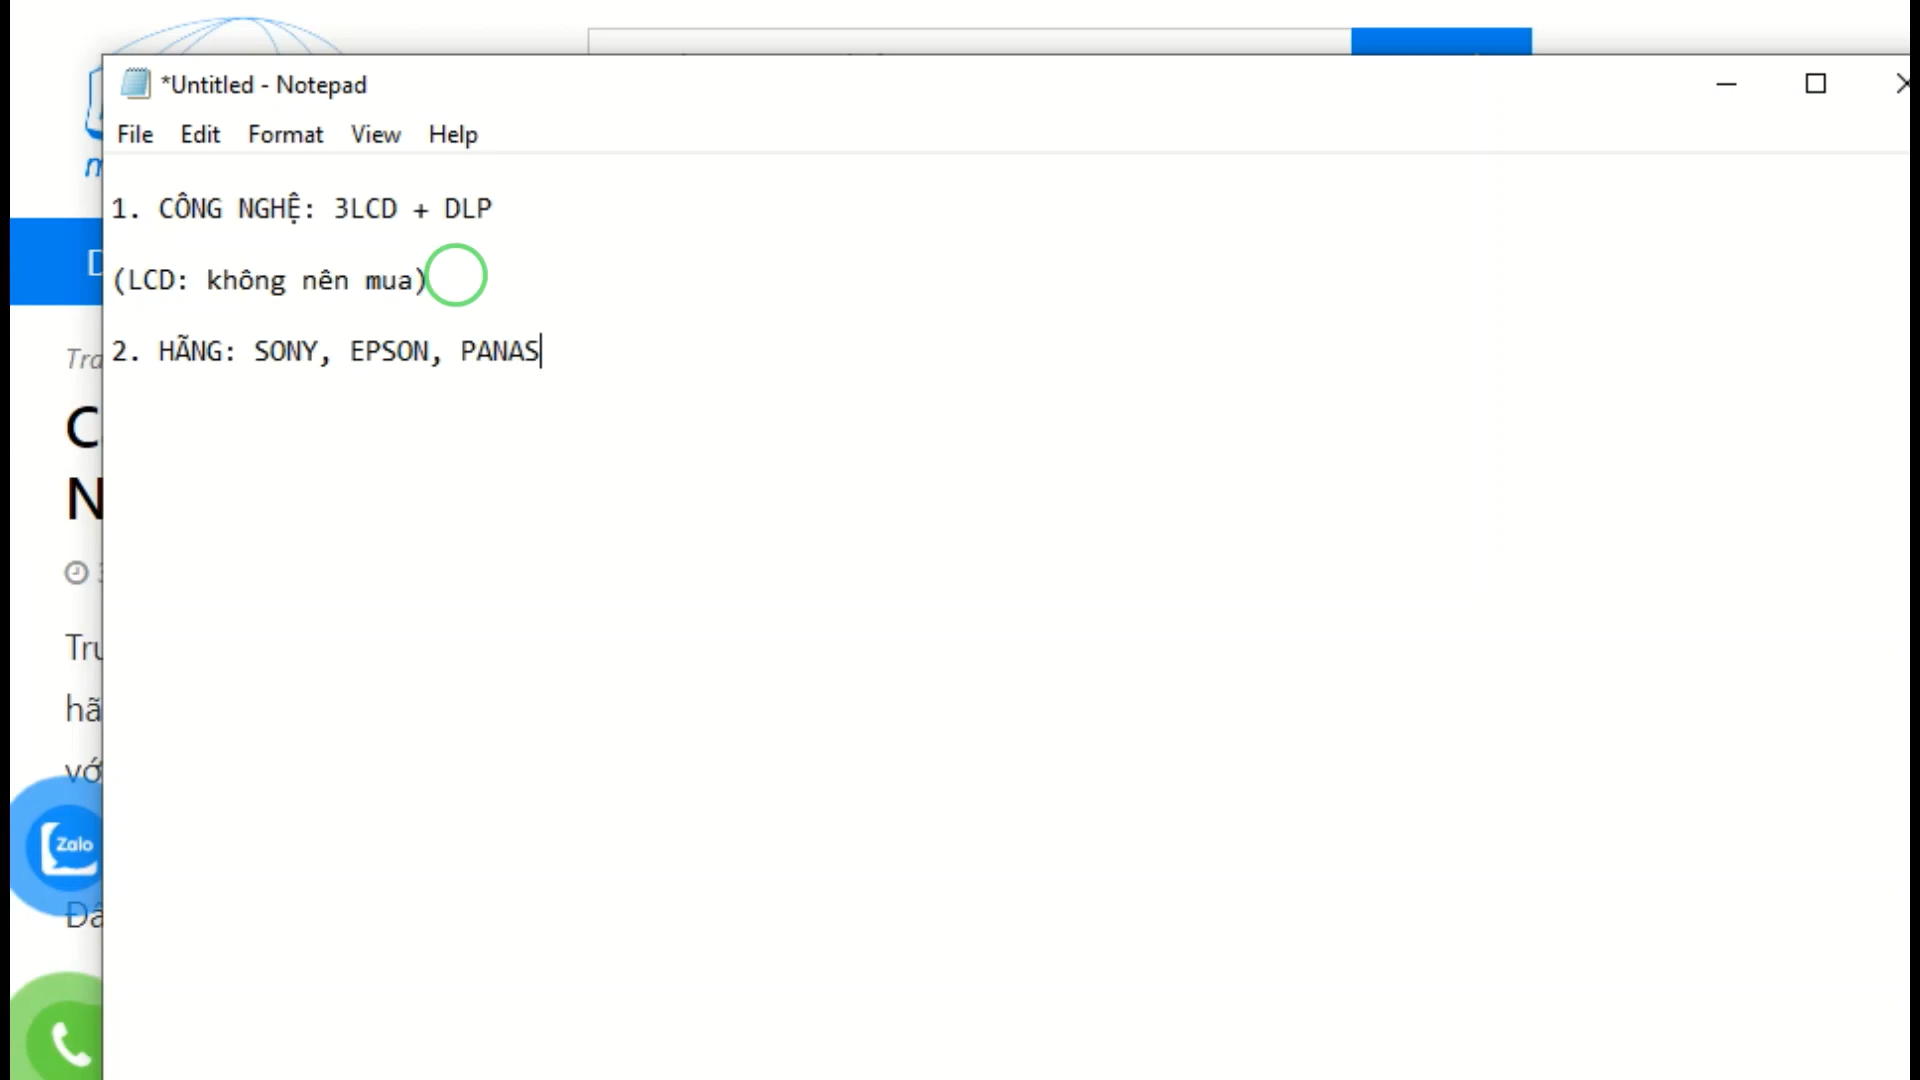 *Untitled - Notepad
File Edit Format View Help
1. CÔNG NGHỆ: 3LCD + DLP
(LCD: không nên mua)
2. HÃNG: SONY, EPSON, PANAS
Zalo